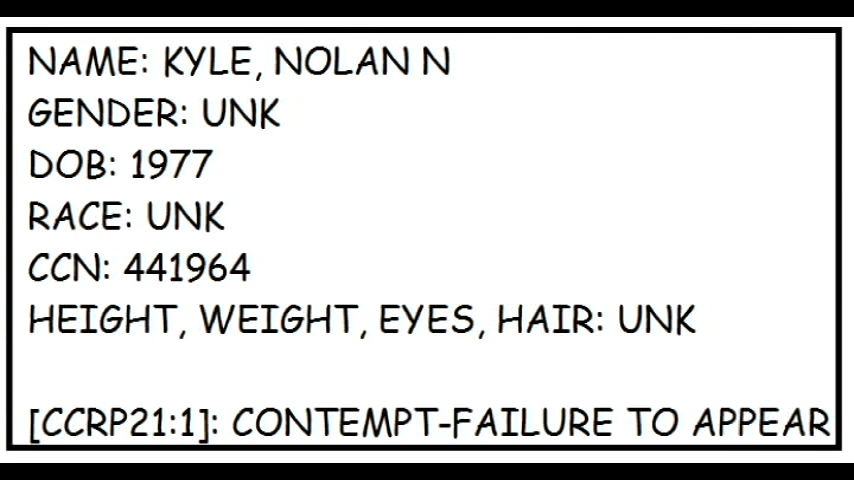 NAME: KYLE, NOLAN N
GENDER: UNK
DOB: 1977
RACE: UNK
CCN: 441964
HEIGHT, WEIGHT, EYES, HAIR: UNK
[CCRP21:1]: CONTEMPT-FAILURE TO APPEAR